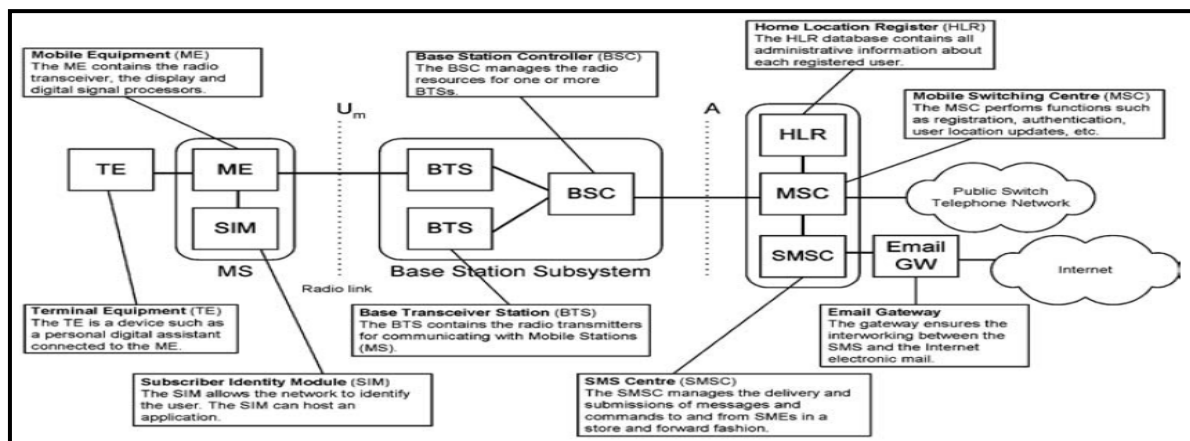 Home Location Register (HLR)
The HLR database contains all
administrative information about
each registered user.
Mobile Equipment (ME)
The ME contains the radio
transceiver, the display and
digital signal processors.
Base Station Controller (BSC)
The BSC manages the radio
resources for one or more
BTSs.
Mobile Switching Centre (MSC)
The MSC perfoms functions such
as registration, authentication,
user location updates, etc.
Um
A
HLR
TE
ME
BTS
BSC
MSC
Public Switch
Telephone Network
SIM
BTS
SMSC
Email
GW
Internet
MS
Base Station Subsystem
Radio link
Terminal Equipment (TE)
The TE is a device such as
a personal digital assistant
connected to the ME.
Base Transceiver Station (BTS)
The BTS contains the radio transmitters
for communicating with Mobile Stations
(MS).
Email Gateway
The gateway ensures the
interworking between the
SMS and the Internet
electronic mail.
Subscriber Identity Module (SIM)
The SIM allows the network to identify
the user. The SIM can host an
application.
SMS Centre (SMSC)
The SMSC manages the delivery and
submissions of messages and
commands to and from SMEs in a
store and forward fashion.